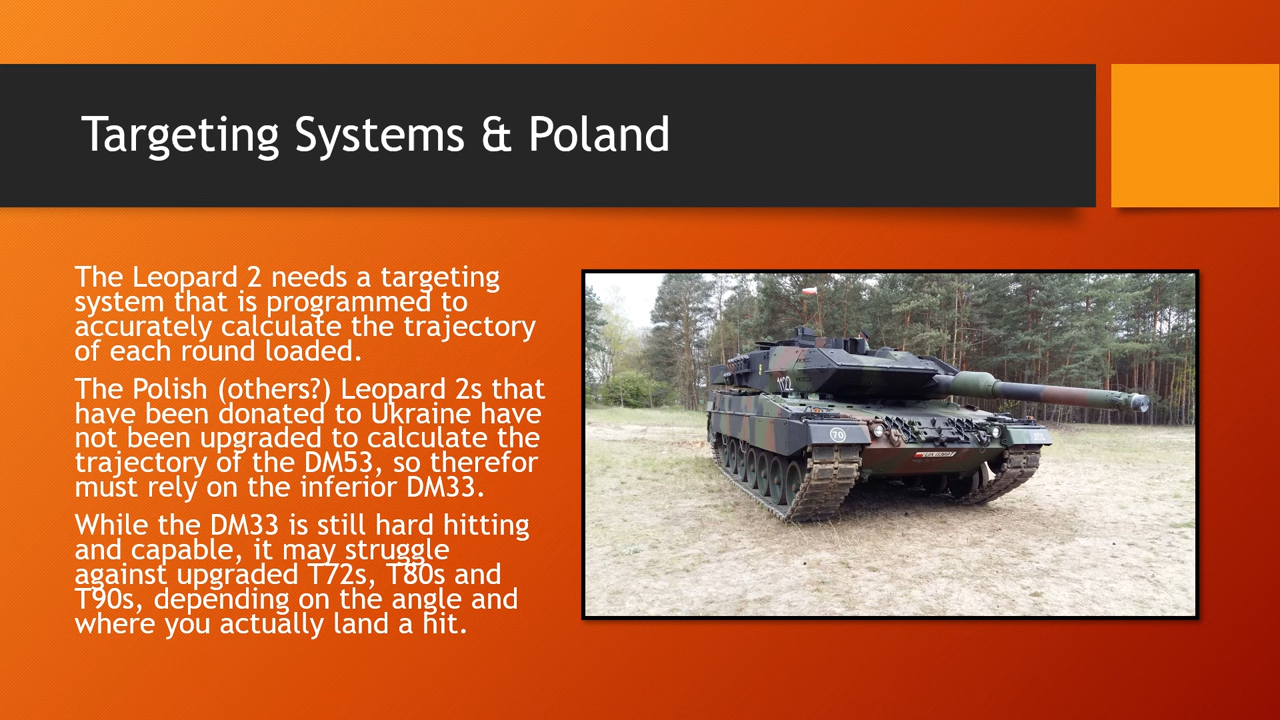 Targeting Systems & Poland
The Leopard 2 needs a targeting
system that is programmed to
accurately calculate the trajectory
of each round loaded.
The Polish (others?) Leopard 2s that
have been donated to Ukraine have
not been upgraded to calculate the
trajectory of the DM53, so therefor
must rely on the inferior DM33.
While the DM33 is still hard hitting
and capable, it may struggle
against upgraded T72s, T80s and
T90s, depending on the angle and
where you actually land a hit.
1122
70